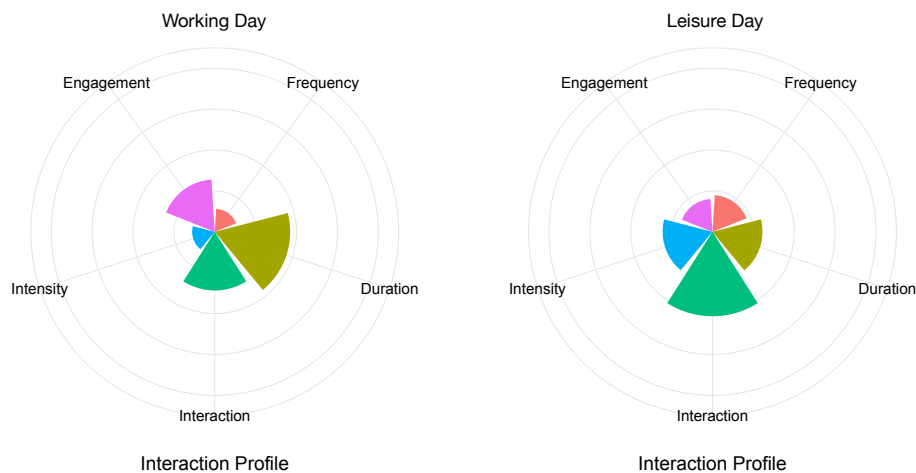 Working Day
Engagement
Frequency
Intensity
Duration
Interaction
Interaction Profile
Leisure Day
Engagement
Frequency
Intensity
Duration
Interaction
Interaction Profile